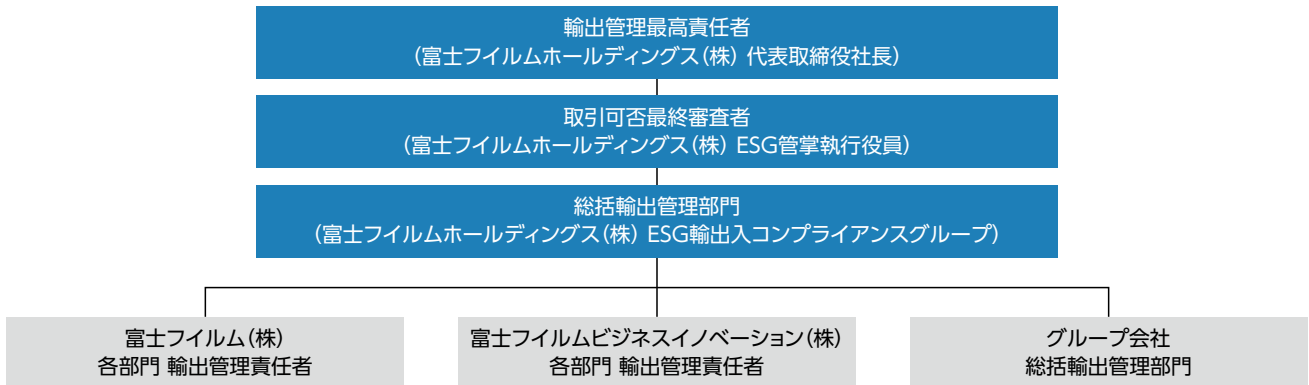 輸出管理最高責任者
(富士フイルムホールディングス(株) 代表取締役社長)
取引可否最終審査者
(富士フイルムホールディングス(株) ESG管掌執行役員)
総括輸出管理部門
(富士フイルムホールディングス(株) ESG輸出入コンプライアンスグループ)
富士フイルム(株)
各部門 輸出管理責任者
富士フイルムビジネスイノベーション(株)
各部門 輸出管理責任者
グループ会社
総括輸出管理部門